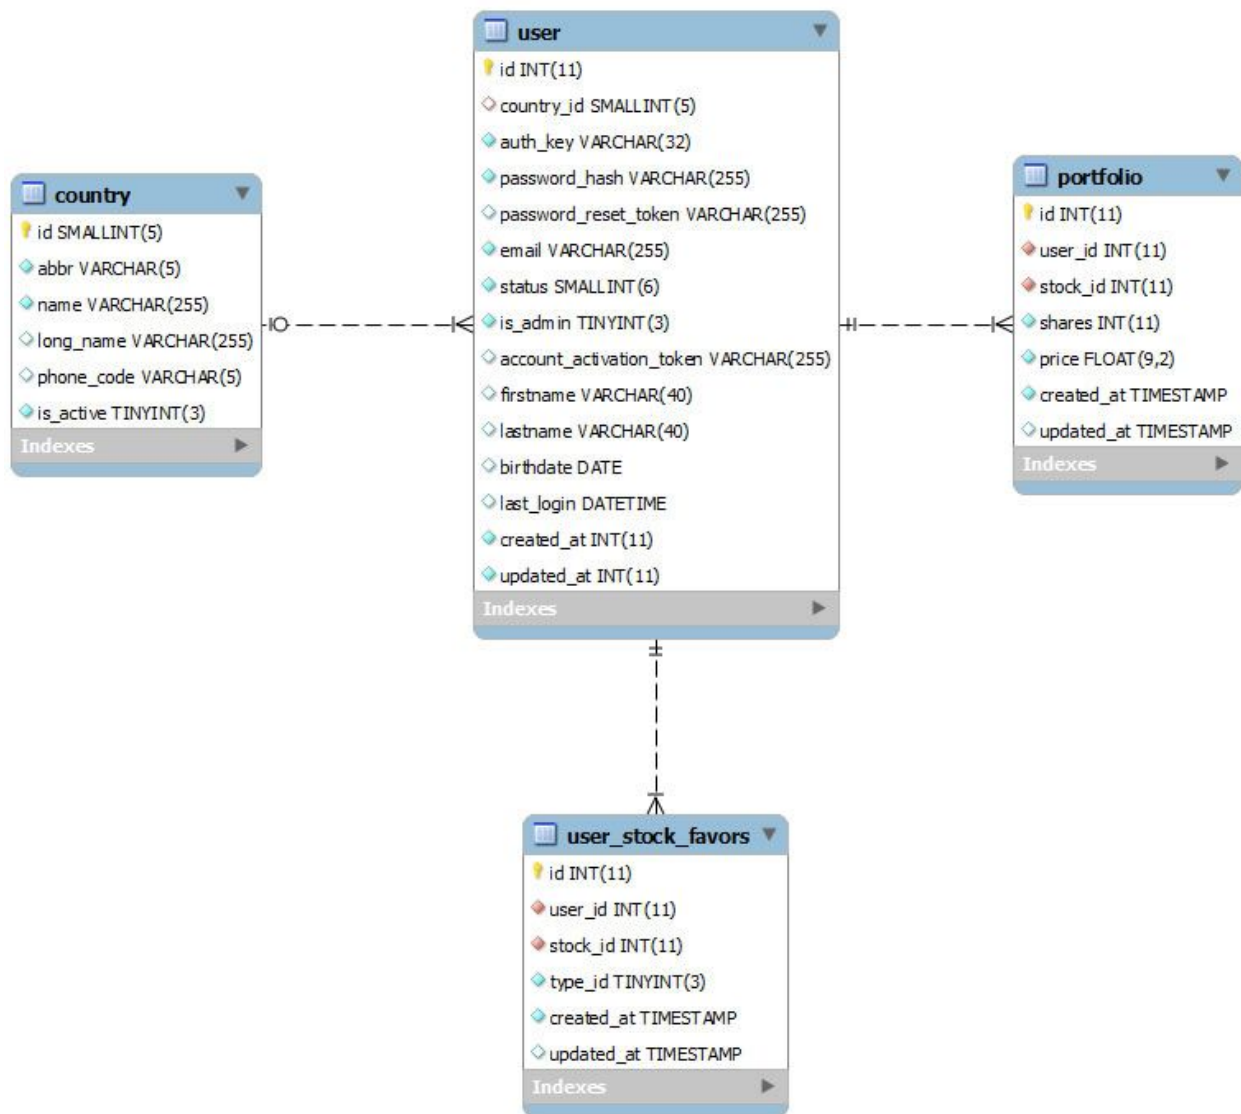 user
id INT(11)
country_id SMALLINT(5)
auth_key VARCHAR(32)
password_hash VARCHAR(255)
password_reset_token VARCHAR(255)
email VARCHAR(255)
status SMALLINT(6)
is_admin TINYINT(3)
account_activation_token VARCHAR(255)
firstname VARCHAR(40)
lastname VARCHAR(40)
birthdate DATE
last_login DATETIME
created_at INT(11)
updated_at INT(11)
Indexes
country
id SMALLINT(5)
abbr VARCHAR(5)
name VARCHAR(255)
long_name VARCHAR(255)
phone_code VARCHAR(5)
is_active TINYINT(3)
Indexes
portfolio
id INT(11)
user_id INT(11)
stock_id INT(11)
shares INT(11)
price FLOAT(9,2)
created_at TIMESTAMP
updated_at TIMESTAMP
Indexes
user_stock_favors
id INT(11)
user_id INT(11)
stock_id INT(11)
type_id TINYINT(3)
created_at TIMESTAMP
updated_at TIMESTAMP
Indexes